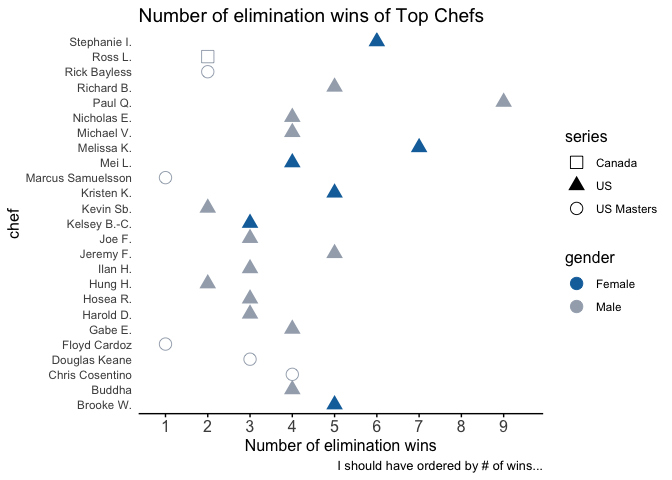 Number of elimination wins of Top Chefs
Stephanie I.
Ross L.
Rick Bayless
Richard B.
Paul Q.
Nicholas E.
Michael V.
Melissa K.
Mei L.
Marcus Samuelsson
Kristen K.
Kevin Sb.
Kelsey B.-C.
Joe F.
Jeremy F.
Ilan H.
Hung H.
Hosea R.
Harold D.
Gabe E.
Floyd Cardoz
Douglas Keane
Chris Cosentino
Buddha
Brooke W.
chef
1 2 3 4 5 6 7 8 9
Number of elimination wins
I should have ordered by # of wins...
series
Canada
US
US Masters
gender
Female
Male